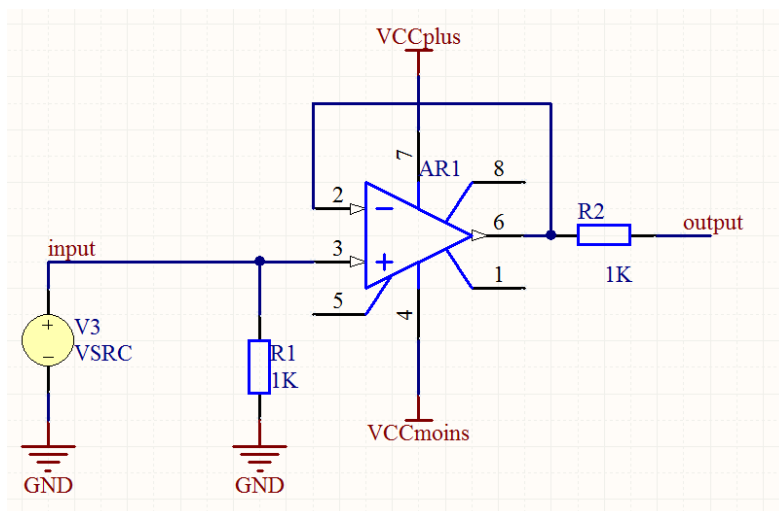 VCCplus
7
AR1
8
2
−
6
R2
output
input
3
+
1K
5
4
1
+
V3
VSRC
−
R1
1K
VCCmoins
GND
GND